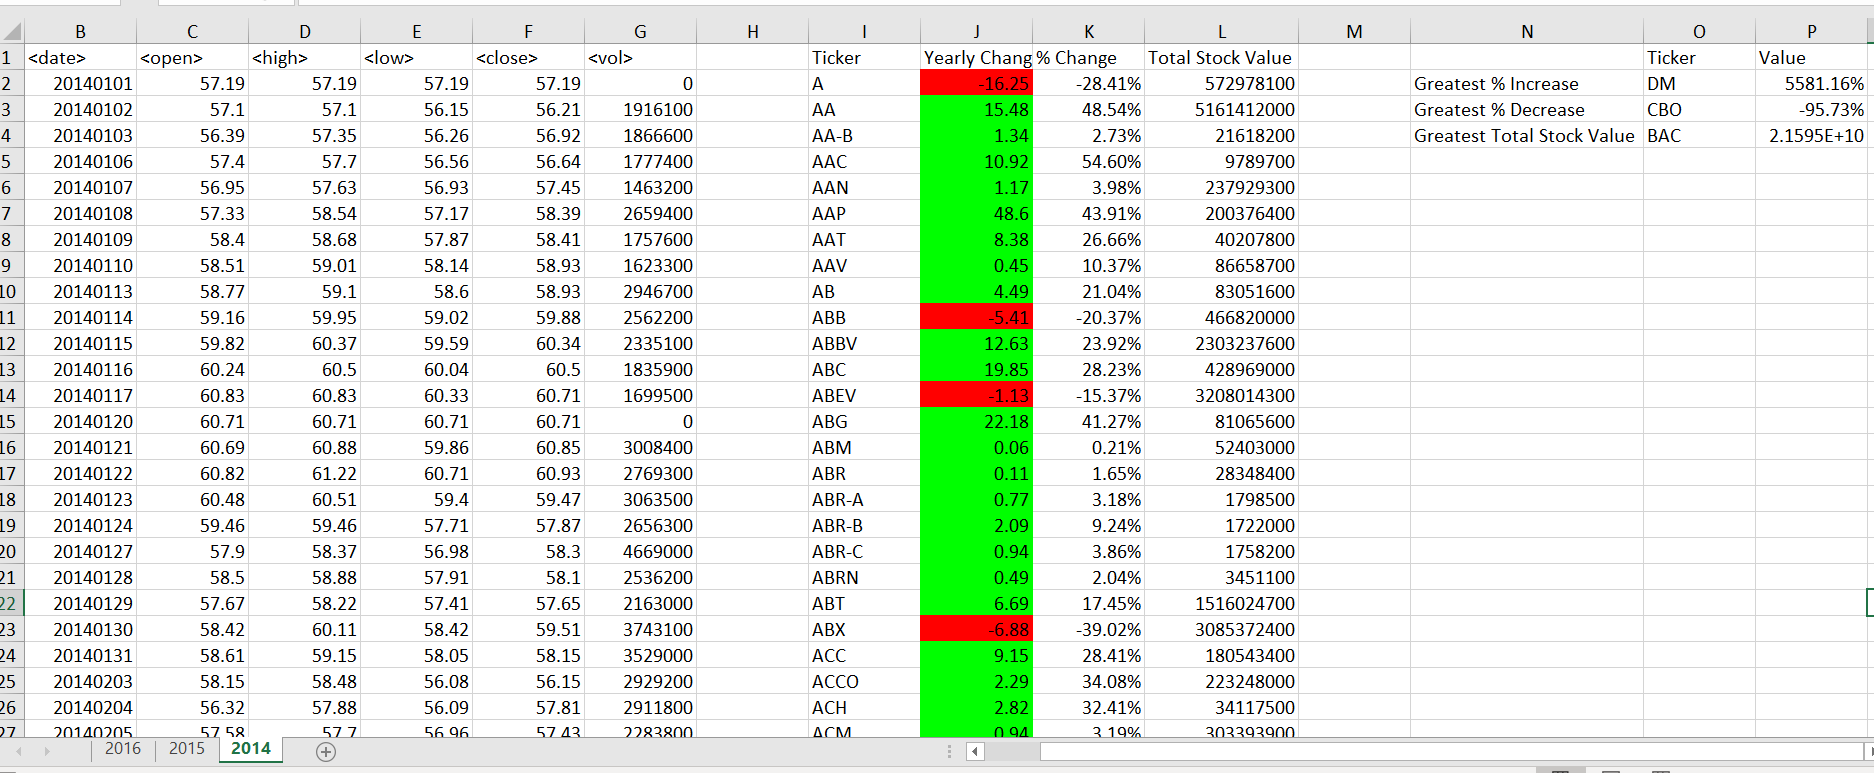 B C D E F G H I J K L M N O P
1 <date> <open> <high> <low> <close> <vol> Ticker Yearly Chang % Change Total Stock Value Ticker Value
2 20140101 57.19 57.19 57.19 57.19 0 A -16.25 -28.41% 572978100 Greatest % Increase DM 5581.16%
3 20140102 57.1 57.1 56.15 56.21 1916100 AA 15.48 48.54% 5161412000 Greatest % Decrease CBO -95.73%
4 20140103 56.39 57.35 56.26 56.92 1866600 AA-B 1.34 2.73% 21618200 Greatest Total Stock Value BAC 2.1595E+10
5 20140106 57.4 57.7 56.56 56.64 1777400 AAC 10.92 54.60% 9789700
6 20140107 56.95 57.63 56.93 57.45 1463200 AAN 1.17 3.98% 237929300
7 20140108 57.33 58.54 57.17 58.39 2659400 AAP 48.6 43.91% 200376400
8 20140109 58.4 58.68 57.87 58.41 1757600 AAT 8.38 26.66% 40207800
9 20140110 58.51 59.01 58.14 58.93 1623300 AAV 0.45 10.37% 86658700
10 20140113 58.77 59.1 58.6 58.93 2946700 AB 4.49 21.04% 83051600
11 20140114 59.16 59.95 59.02 59.88 2562200 ABB -5.41 -20.37% 466820000
12 20140115 59.82 60.37 59.59 60.34 2335100 ABBV 12.63 23.92% 2303237600
13 20140116 60.24 60.5 60.04 60.5 1835900 ABC 19.85 28.23% 428969000
14 20140117 60.83 60.83 60.33 60.71 1699500 ABEV -1.13 -15.37% 3208014300
15 20140120 60.71 60.71 60.71 60.71 0 ABG 22.18 41.27% 81065600
16 20140121 60.69 60.88 59.86 60.85 3008400 ABM 0.06 0.21% 52403000
17 20140122 60.82 61.22 60.71 60.93 2769300 ABR 0.11 1.65% 28348400
18 20140123 60.48 60.51 59.4 59.47 3063500 ABR-A 0.77 3.18% 1798500
19 20140124 59.46 59.46 57.71 57.87 2656300 ABR-B 2.09 9.24% 1722000
20 20140127 57.9 58.37 56.98 58.3 4669000 ABR-C 0.94 3.86% 1758200
21 20140128 58.5 58.88 57.91 58.1 2536200 ABRN 0.49 2.04% 3451100
22 20140129 57.67 58.22 57.41 57.65 2163000 ABT 6.69 17.45% 1516024700
23 20140130 58.42 60.11 58.42 59.51 3743100 ABX -6.88 -39.02% 3085372400
24 20140131 58.61 59.15 58.05 58.15 3529000 ACC 9.15 28.41% 180543400
25 20140203 58.15 58.48 56.08 56.15 2929200 ACCO 2.29 34.08% 223248000
26 20140204 56.32 57.88 56.09 57.81 2911800 ACH 2.82 32.41% 34117500
27 20140205 57.58 57.7 56.96 57.43 2283800 ACM 0.94 3.19% 303393900
2016 2015 2014